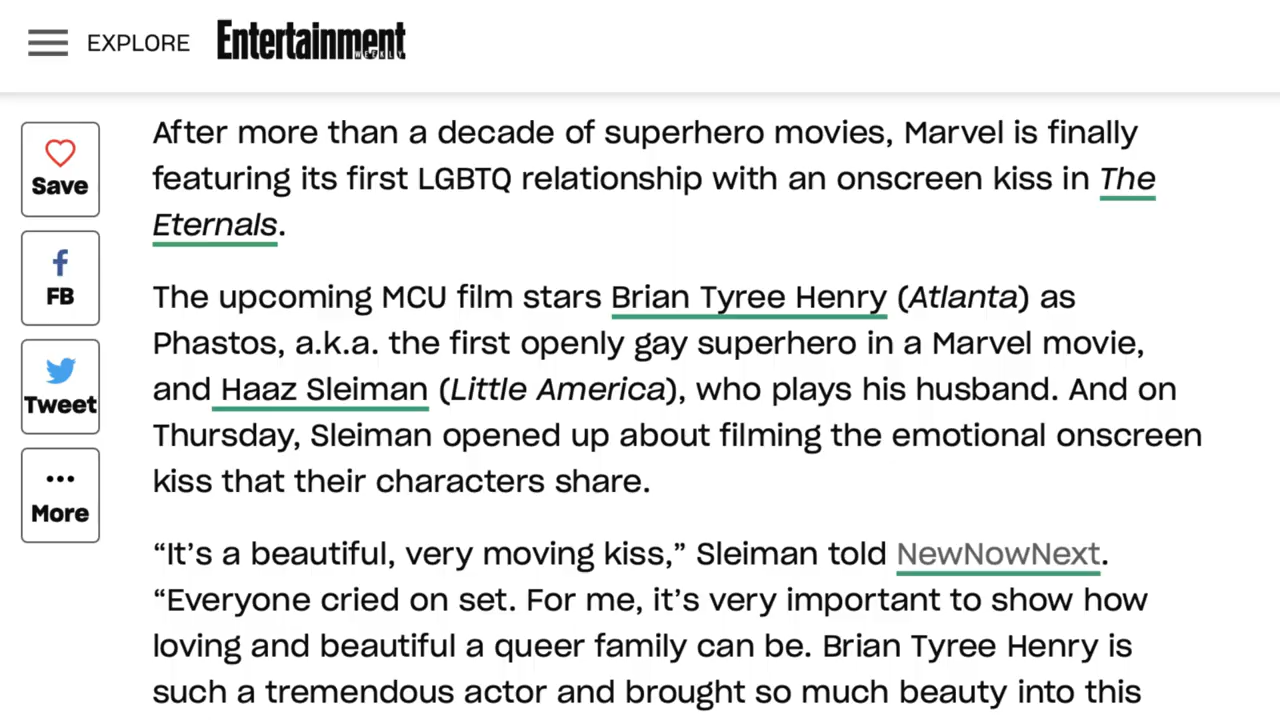 EXPLORE
Entertainment
WEEKLY
Save
FB
Tweet
More
After more than a decade of superhero movies, Marvel is finally
featuring its first LGBTQ relationship with an onscreen kiss in The
Eternals.
The upcoming MCU film stars Brian Tyree Henry (Atlanta) as
Phastos, a.k.a. the first openly gay superhero in a Marvel movie,
and Haaz Sleiman (Little America), who plays his husband. And on
Thursday, Sleiman opened up about filming the emotional onscreen
kiss that their characters share.
“It’s a beautiful, very moving kiss,” Sleiman told NewNowNext.
“Everyone cried on set. For me, it’s very important to show how
loving and beautiful a queer family can be. Brian Tyree Henry is
such a tremendous actor and brought so much beauty into this